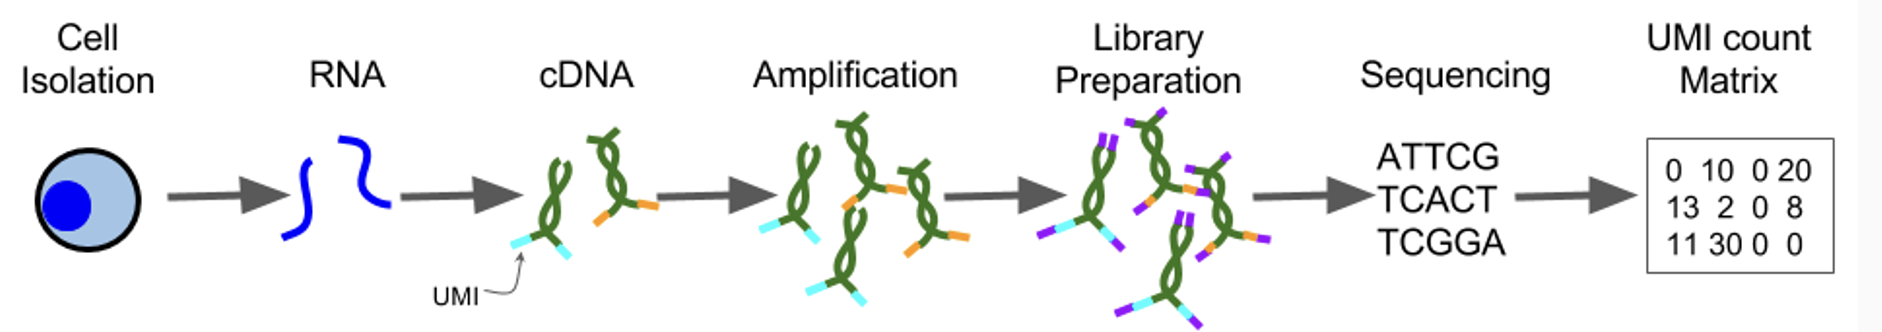 Cell
Isolation
RNA
cDNA
Amplification
Library
Preparation
Sequencing
UMI count
Matrix
UMI
ATTCG
TCACT
TCGGA
0 10 0 20
13 2 0 8
11 30 0 0